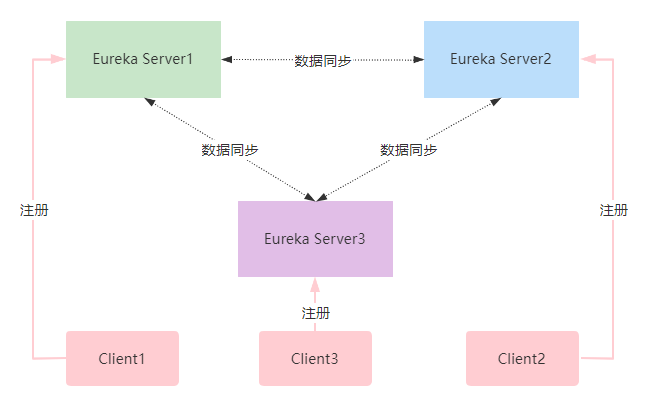 Eureka Server1
数据同步
Eureka Server2
数据同步
数据同步
注册
注册
Eureka Server3
注册
Client1
Client3
Client2